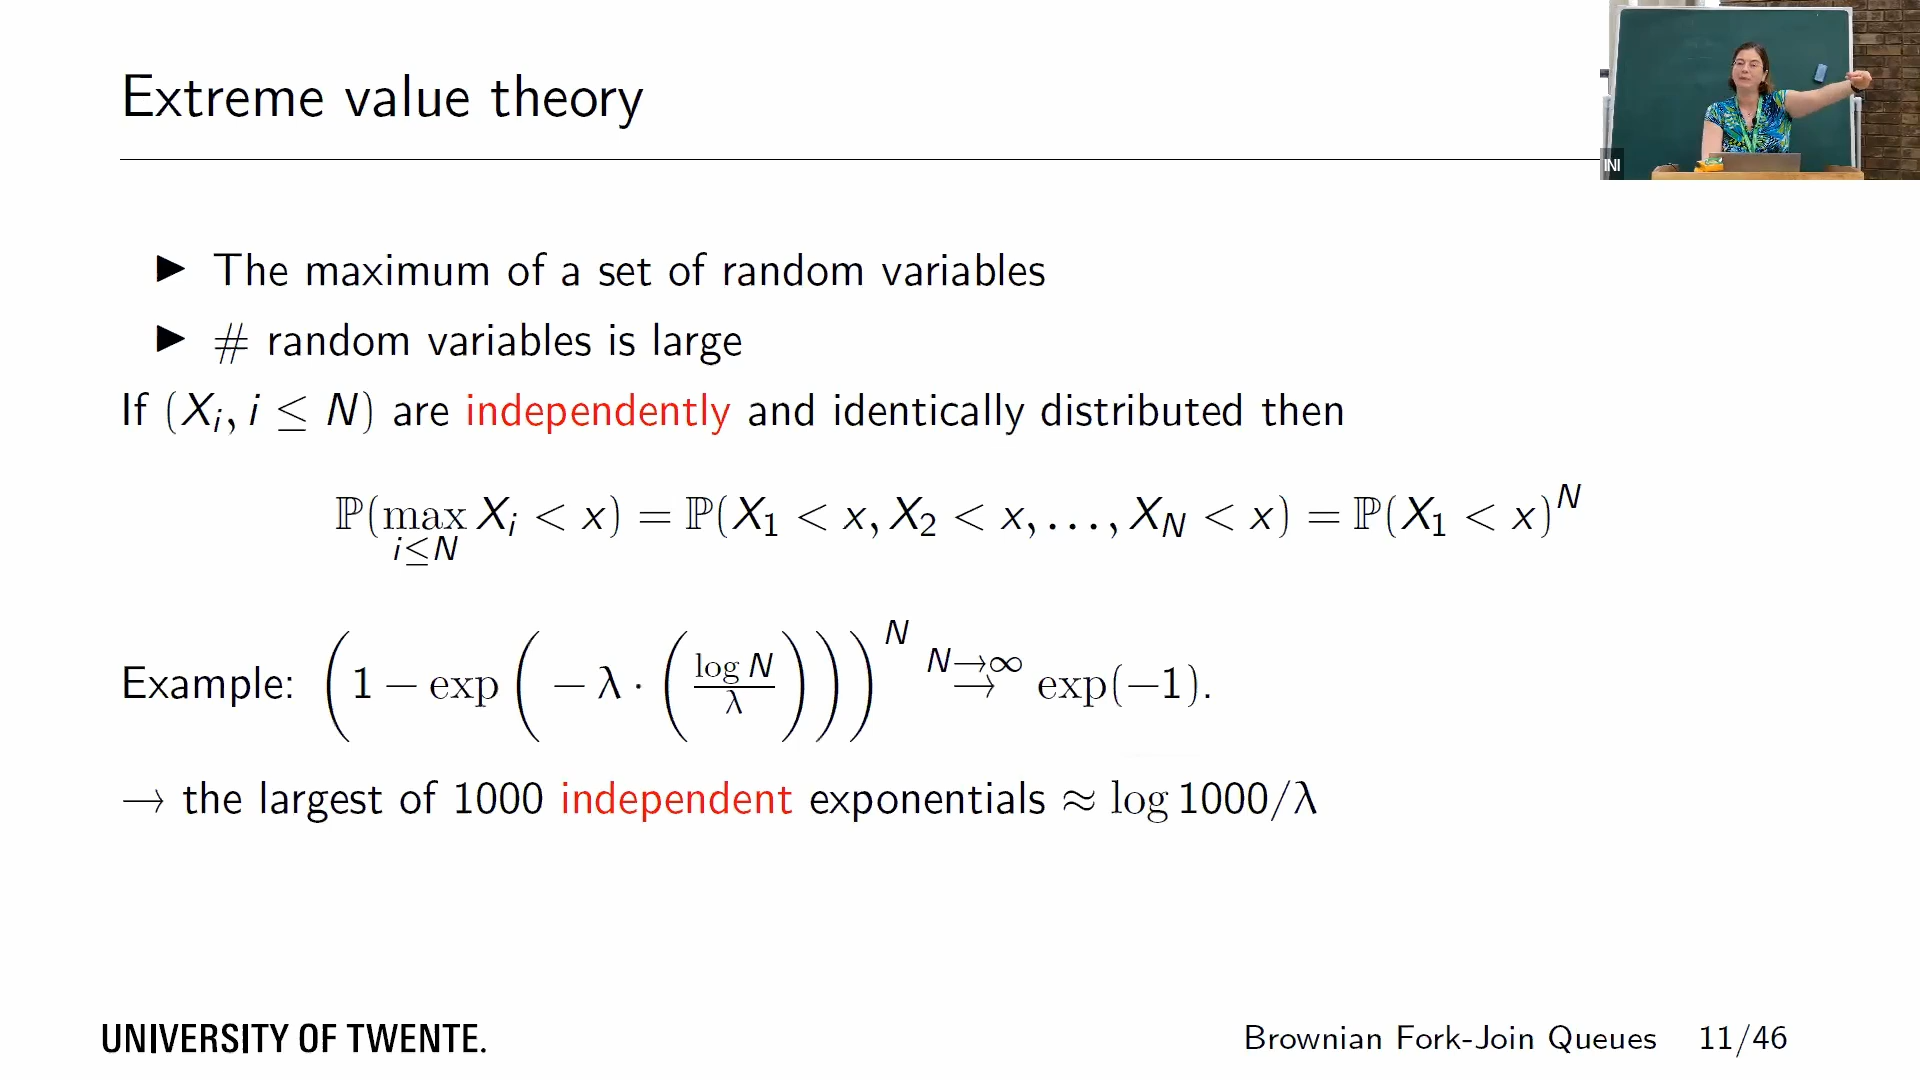 Extreme value theory
INI
▶ The maximum of a set of random variables
▶ # random variables is large
If (X_i, i ≤ N) are independently and identically distributed then
ℙ(max_{i≤N} X_i < x) = ℙ(X_1 < x, X_2 < x, . . . , X_N < x) = ℙ(X_1 < x)^N
Example: (1 − exp(− λ · (log N / λ)))^N →^{N→∞} exp(−1).
→ the largest of 1000 independent exponentials ≈ log 1000/λ
UNIVERSITY OF TWENTE.
Brownian Fork-Join Queues 11/46